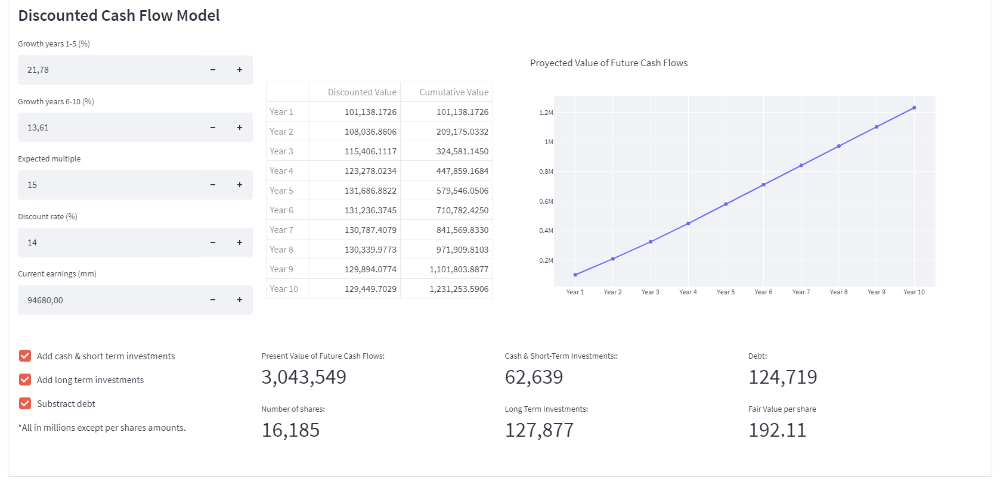 Discounted Cash Flow Model
Growth years 1-5 (%)
21,78 − +
Growth years 6-10 (%)
13,61 − +
Expected multiple
15 − +
Discount rate (%)
14 − +
Current earnings (mm)
94680,00 − +
Discounted Value Cumulative Value
Year 1 101,138.1726 101,138.1726
Year 2 108,036.8606 209,175.0332
Year 3 115,406.1117 324,581.1450
Year 4 123,278.0234 447,859.1684
Year 5 131,686.8822 579,546.0506
Year 6 131,236.3745 710,782.4250
Year 7 130,787.4079 841,569.8330
Year 8 130,339.9773 971,909.8103
Year 9 129,894.0774 1,101,803.8877
Year 10 129,449.7029 1,231,253.5906
Proyected Value of Future Cash Flows
1.2M
1M
0.8M
0.6M
0.4M
0.2M
Year 1 Year 2 Year 3 Year 4 Year 5 Year 6 Year 7 Year 8 Year 9 Year 10
Add cash & short term investments
Add long term investments
Substract debt
*All in millions except per shares amounts.
Present Value of Future Cash Flows:
3,043,549
Cash & Short-Term Investments::
62,639
Debt:
124,719
Number of shares:
16,185
Long Term Investments:
127,877
Fair Value per share
192.11